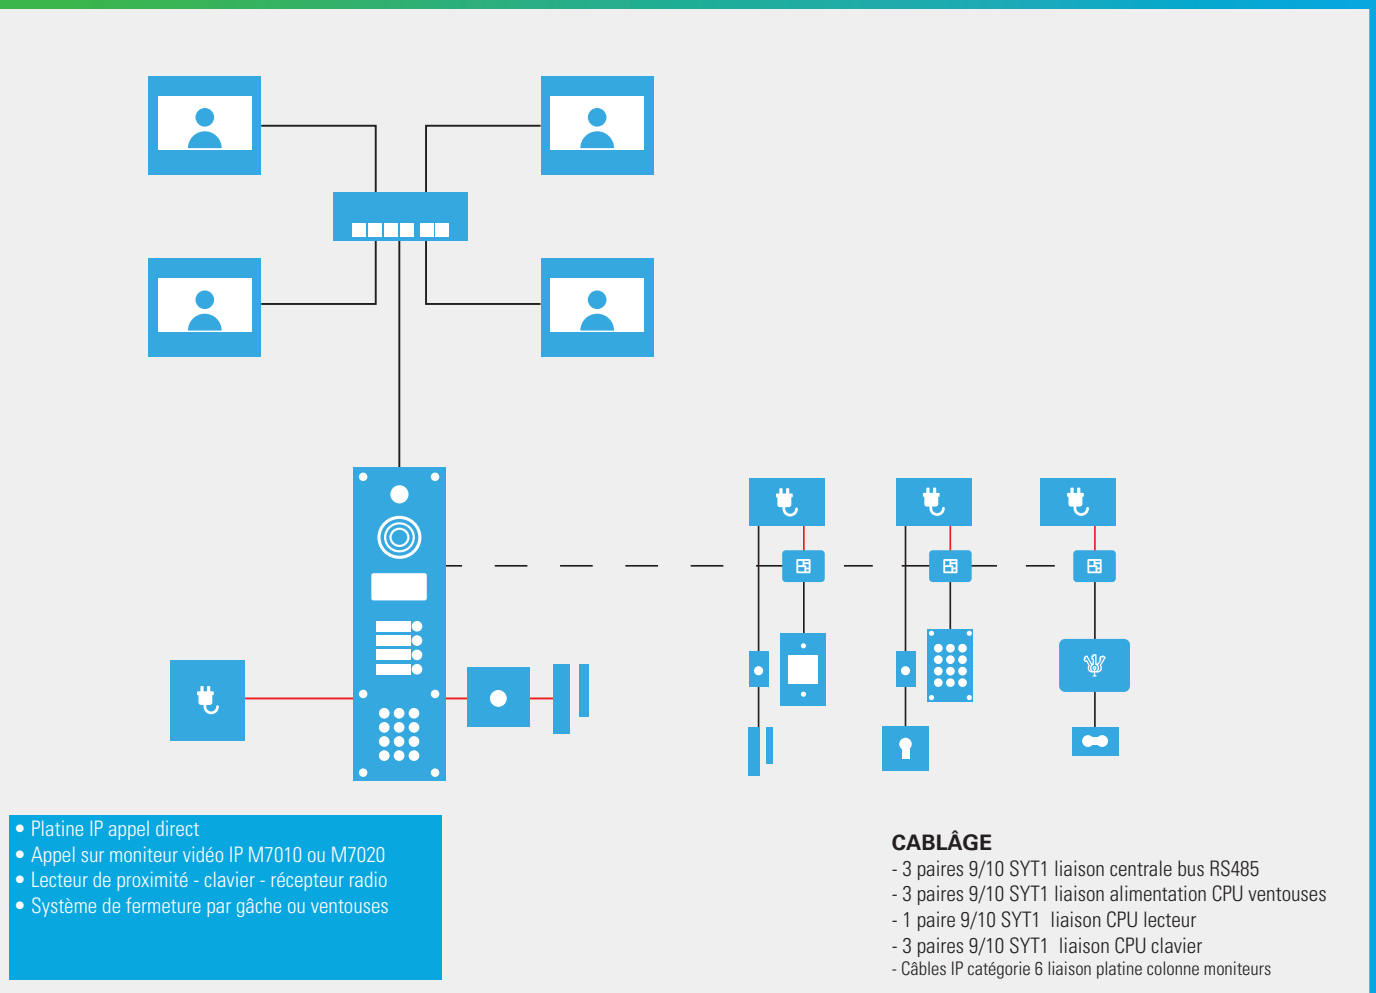 • Platine IP appel direct
• Appel sur moniteur vidéo IP M7010 ou M7020
• Lecteur de proximité - clavier - récepteur radio
• Système de fermeture par gâche ou ventouses
CABLÂGE
- 3 paires 9/10 SYT1 liaison centrale bus RS485
- 3 paires 9/10 SYT1 liaison alimentation CPU ventouses
- 1 paire 9/10 SYT1 liaison CPU lecteur
- 3 paires 9/10 SYT1 liaison CPU clavier
- Câbles IP catégorie 6 liaison platine colonne moniteurs